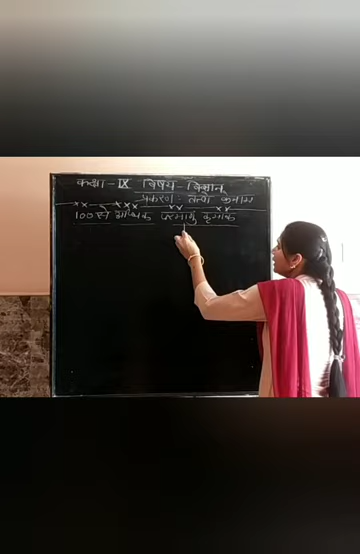 कक्षा - IX विषय - विज्ञान
प्रकरण - तत्वो के नाम
100 से अधिक परमाणु क्रमांक